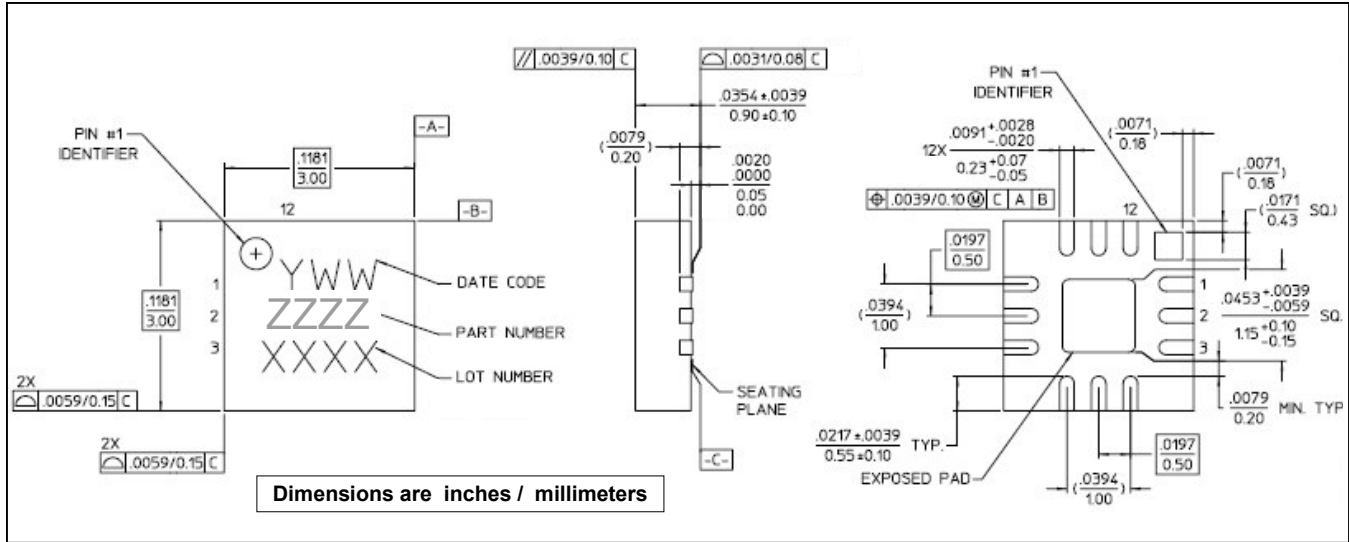 // .0039/0.10 C
⌓ .0031/0.08 C
.0354±.0039
0.90±0.10
(.0079
0.20)
.0020
.0000
0.05
0.00
PIN #1
IDENTIFIER
-A-
.1181
3.00
12
-B-
1
2
3
.1181
3.00
YWW
ZZZZ
XXXX
DATE CODE
PART NUMBER
LOT NUMBER
2X
⌓ .0059/0.15 C
2X
⌓ .0059/0.15 C
SEATING
PLANE
-C-
Dimensions are inches / millimeters
PIN #1
IDENTIFIER
12X .0091 +.0028 -.0020
0.23 +0.07 -0.05
⌖ .0039/0.10 Ⓜ C A B
(.0071
0.18)
(.0071
0.18)
(.0171
0.43 SQ.)
12
.0197
0.50
(.0394
1.00)
1
2
3
.0453 +.0039 -.0059
1.15 +0.10 -0.15 SQ.
.0079
0.20 MIN. TYP
.0217±.0039
0.55±0.10 TYP.
EXPOSED PAD
(.0394
1.00)
.0197
0.50